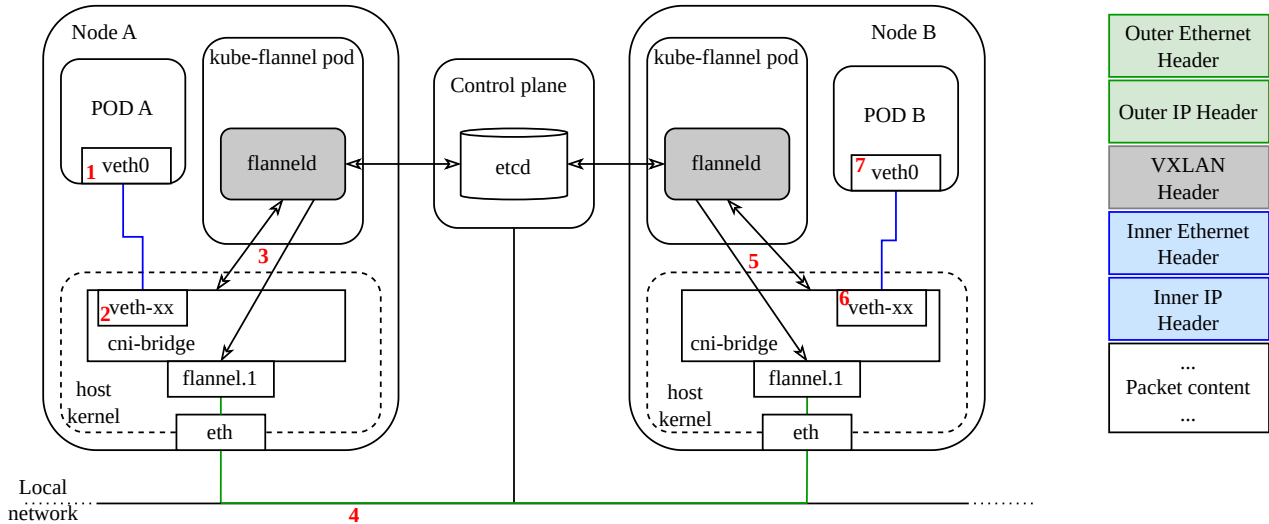 Node A
kube-flannel pod
POD A
1
veth0
flanneld
3
2
veth-xx
cni-bridge
flannel.1
host
kernel
eth
Control plane
etcd
Node B
kube-flannel pod
POD B
7
veth0
flanneld
5
6
veth-xx
cni-bridge
flannel.1
host
kernel
eth
Local
network
4
Outer Ethernet
Header
Outer IP Header
VXLAN
Header
Inner Ethernet
Header
Inner IP
Header
...
Packet content
...